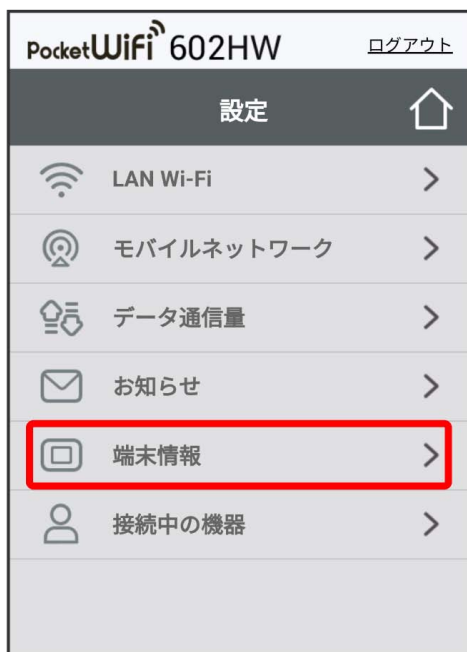 PocketWiFi 602HW ログアウト
設定
LAN Wi-Fi
モバイルネットワーク
データ通信量
お知らせ
端末情報
接続中の機器